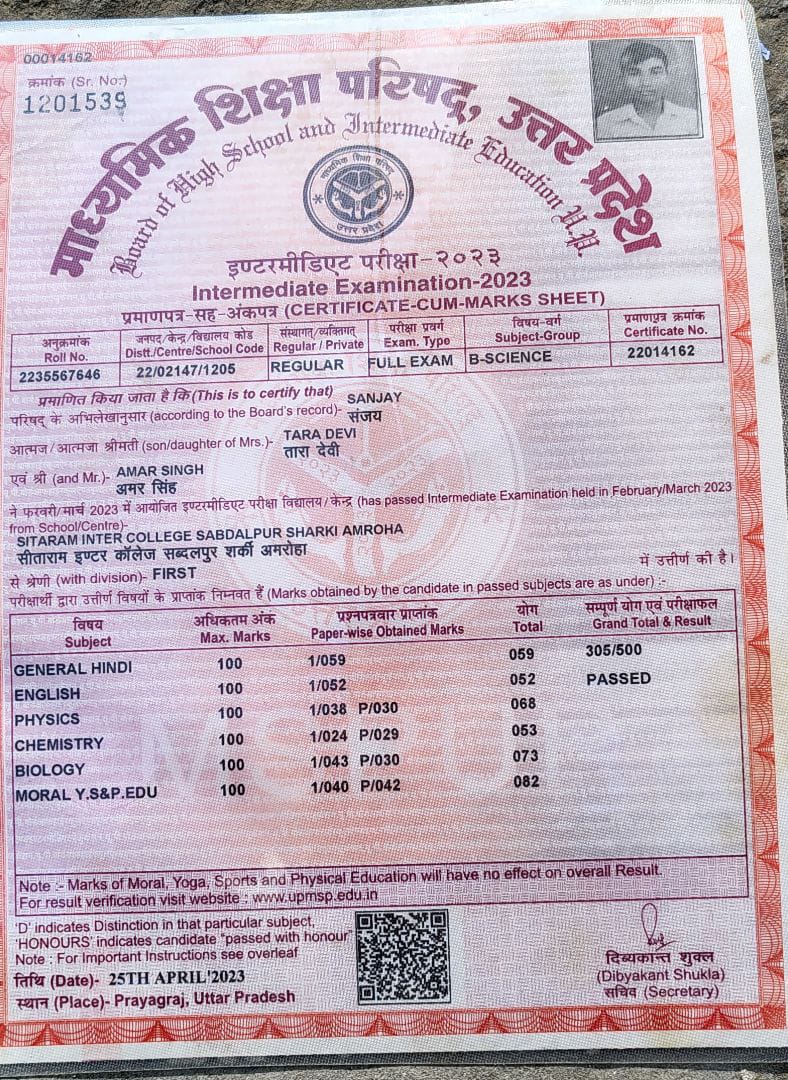 00014162
क्रमांक (Sr. No.)
1201539
माध्यमिक शिक्षा परिषद्, उत्तर प्रदेश
Board of High School and Intermediate Education U.P.
माध्यमिक शिक्षा परिषद्
उत्तर प्रदेश
इण्टरमीडिएट परीक्षा-२०२३
Intermediate Examination-2023
प्रमाणपत्र-सह-अंकपत्र (CERTIFICATE-CUM-MARKS SHEET)
अनुक्रमांक जनपद/केन्द्र/विद्यालय कोड संस्थागत/व्यक्तिगत परीक्षा प्रवर्ग विषय-वर्ग प्रमाणपत्र क्रमांक
Roll No. Distt./Centre/School Code Regular / Private Exam. Type Subject-Group Certificate No.
2235567646 22/02147/1205 REGULAR FULL EXAM B-SCIENCE 22014162
प्रमाणित किया जाता है कि(This is to certify that) SANJAY
परिषद् के अभिलेखानुसार (according to the Board's record)- संजय
आत्मज/आत्मजा श्रीमती (son/daughter of Mrs.)- TARA DEVI
तारा देवी
एवं श्री (and Mr.)- AMAR SINGH
अमर सिंह
ने फरवरी/मार्च 2023 में आयोजित इण्टरमीडिएट परीक्षा विद्यालय/केन्द्र (has passed Intermediate Examination held in February/March 2023
from School/Centre)-
SITARAM INTER COLLEGE SABDALPUR SHARKI AMROHA
सीताराम इण्टर कॉलेज सब्दलपुर शर्की अमरोहा
में उत्तीर्ण की है।
से श्रेणी (with division)- FIRST
परीक्षार्थी द्वारा उत्तीर्ण विषयों के प्राप्तांक निम्नवत हैं (Marks obtained by the candidate in passed subjects are as under) :-
विषय अधिकतम अंक प्रश्नपत्रवार प्राप्तांक योग सम्पूर्ण योग एवं परीक्षाफल
Subject Max. Marks Paper-wise Obtained Marks Total Grand Total & Result
GENERAL HINDI 100 1/059 059 305/500
ENGLISH 100 1/052 052 PASSED
PHYSICS 100 1/038 P/030 068
CHEMISTRY 100 1/024 P/029 053
BIOLOGY 100 1/043 P/030 073
MORAL Y.S&P.EDU 100 1/040 P/042 082
Note :- Marks of Moral, Yoga, Sports and Physical Education will have no effect on overall Result.
For result verification visit website : www.upmsp.edu.in
'D' indicates Distinction in that particular subject,
'HONOURS' indicates candidate "passed with honour"
Note : For Important Instructions see overleaf
तिथि (Date)- 25TH APRIL'2023
स्थान (Place)- Prayagraj, Uttar Pradesh
दिब्यकान्त शुक्ल
(Dibyakant Shukla)
सचिव (Secretary)